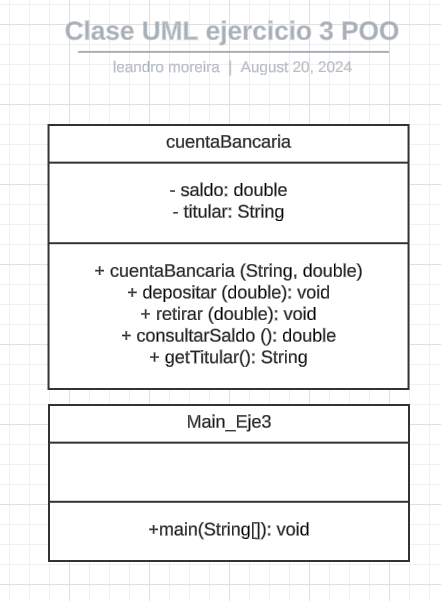 Clase UML ejercicio 3 POO
leandro moreira | August 20, 2024
cuentaBancaria
- saldo: double
- titular: String
+ cuentaBancaria (String, double)
+ depositar (double): void
+ retirar (double): void
+ consultarSaldo (): double
+ getTitular(): String
Main_Eje3
+main(String[]): void